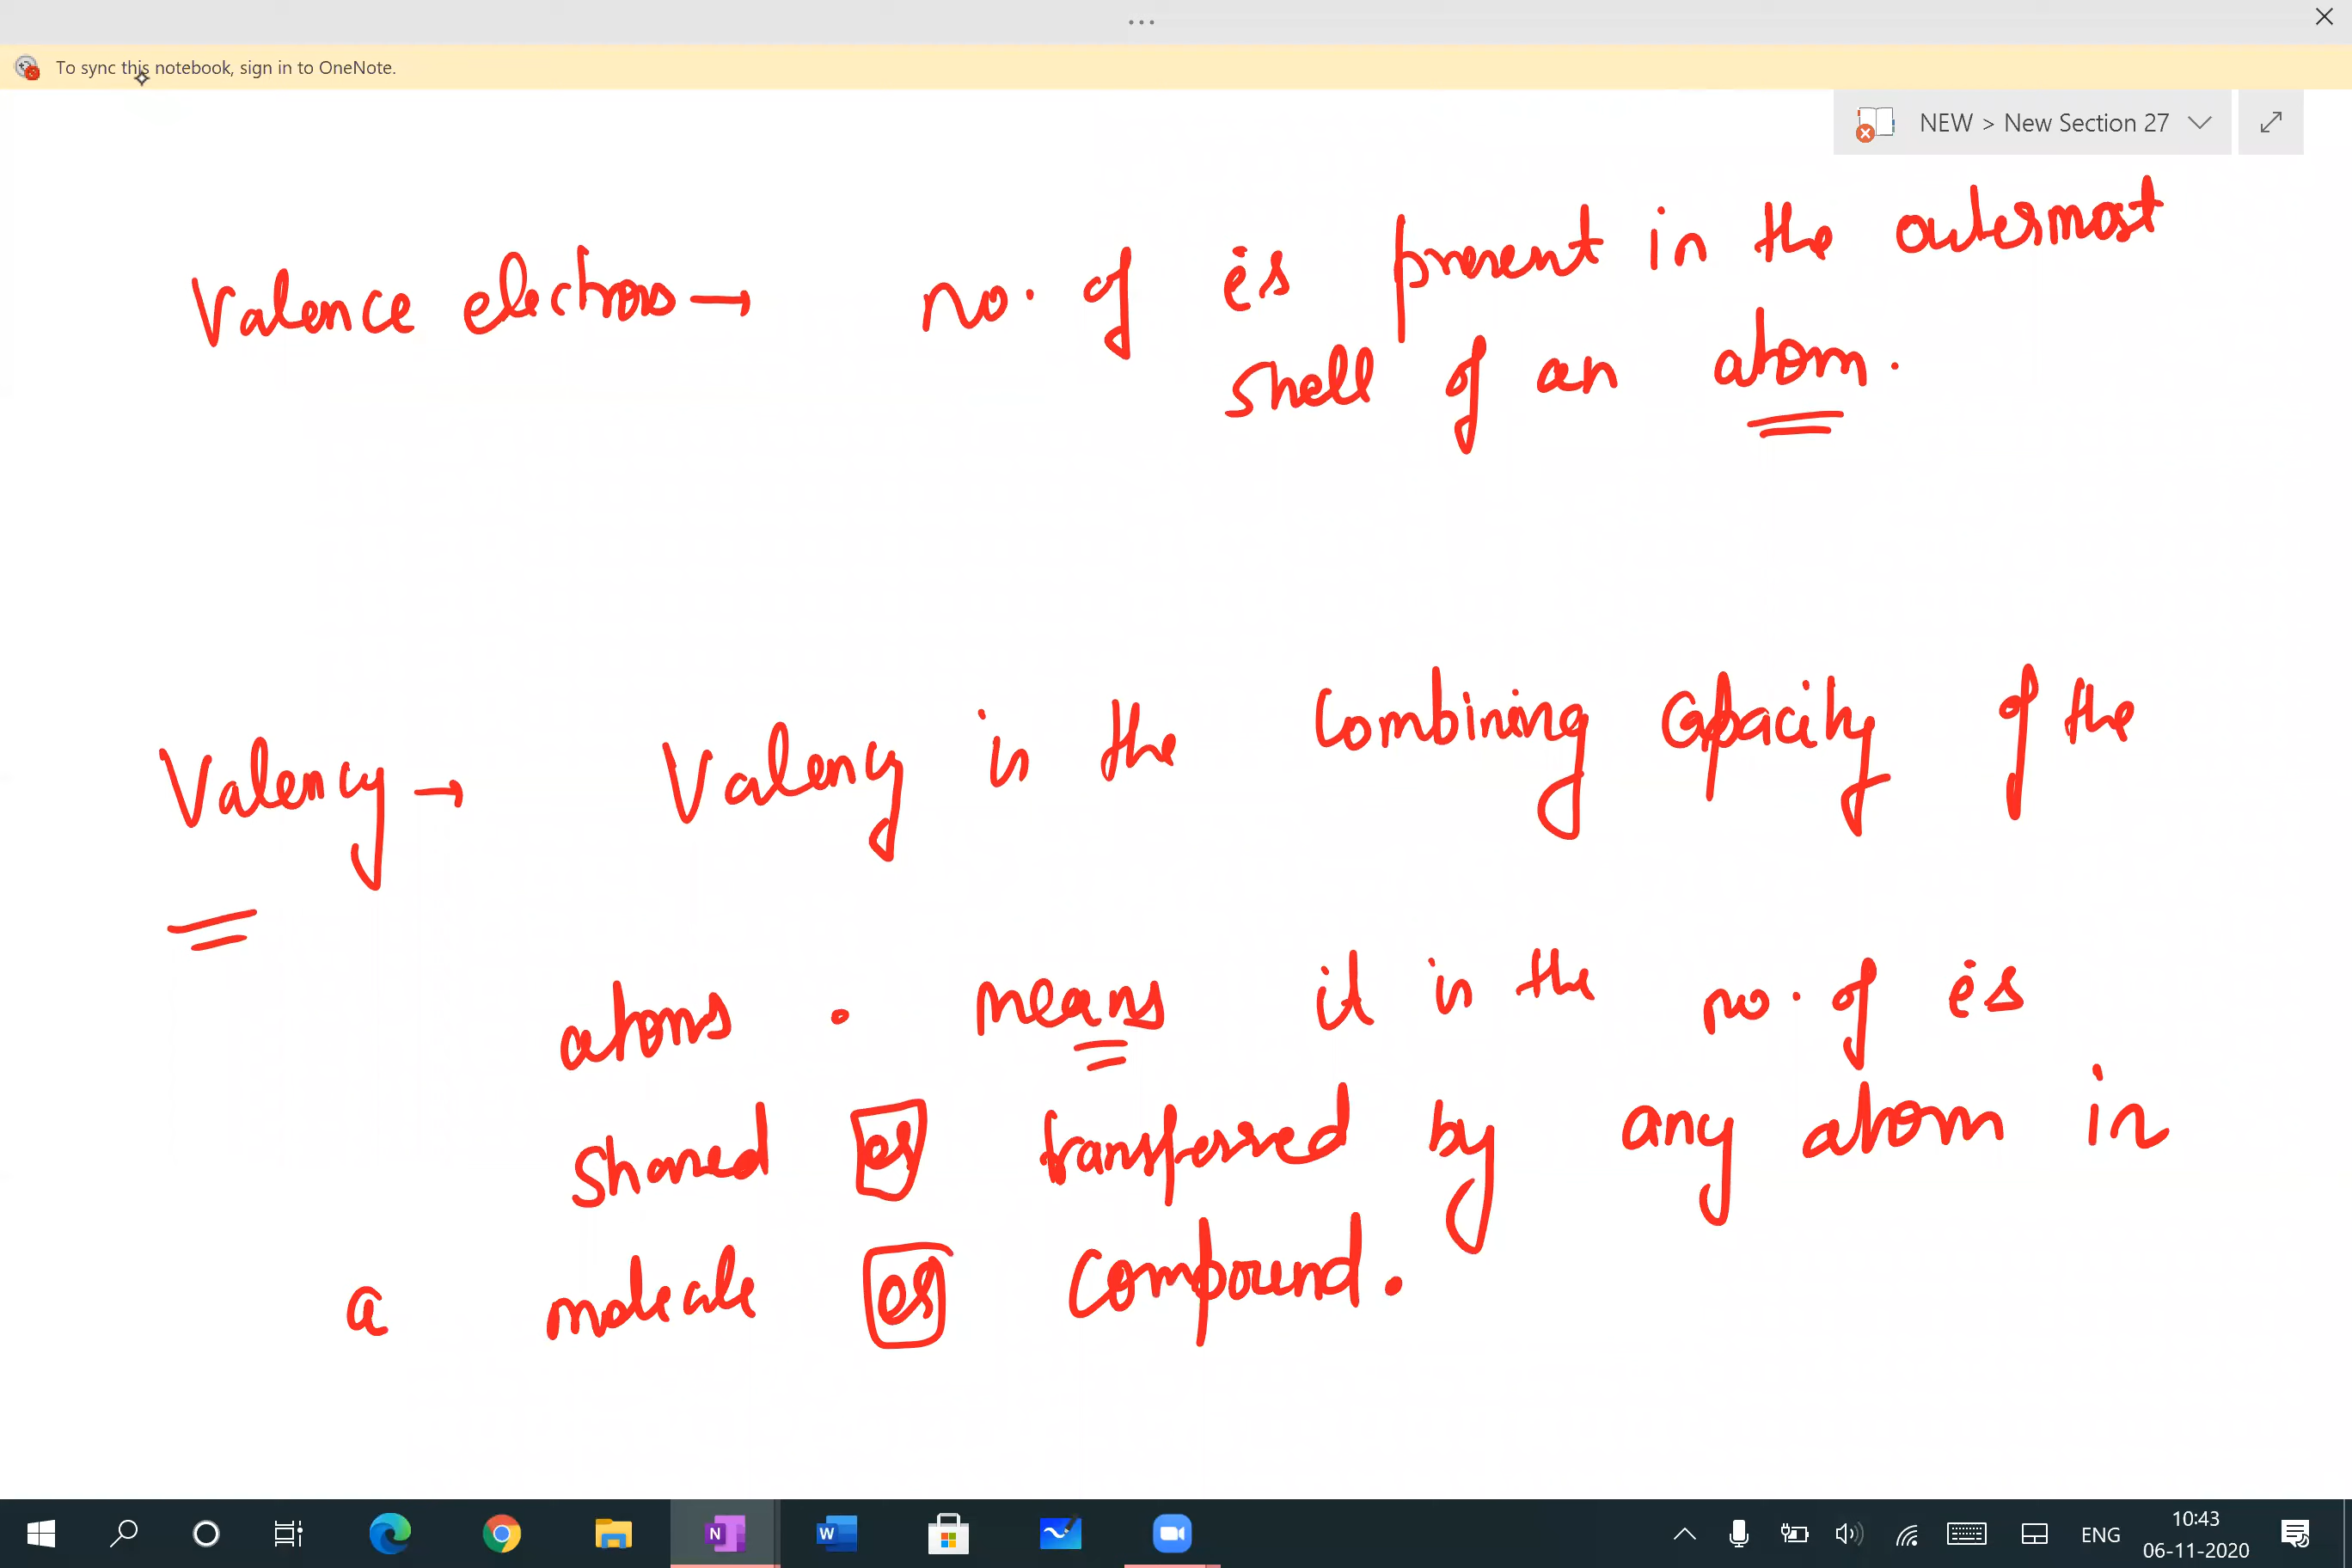 To sync this notebook, sign in to OneNote.
NEW > New Section 27
Valence electrons → no. of ēs present in the outermost
shell of an atom.
Valency → Valency is the combining capacity of the
atoms. means it is the no. of ēs
shared or transferred by any atom in
a molecule or compound.
ENG
10:43
06-11-2020